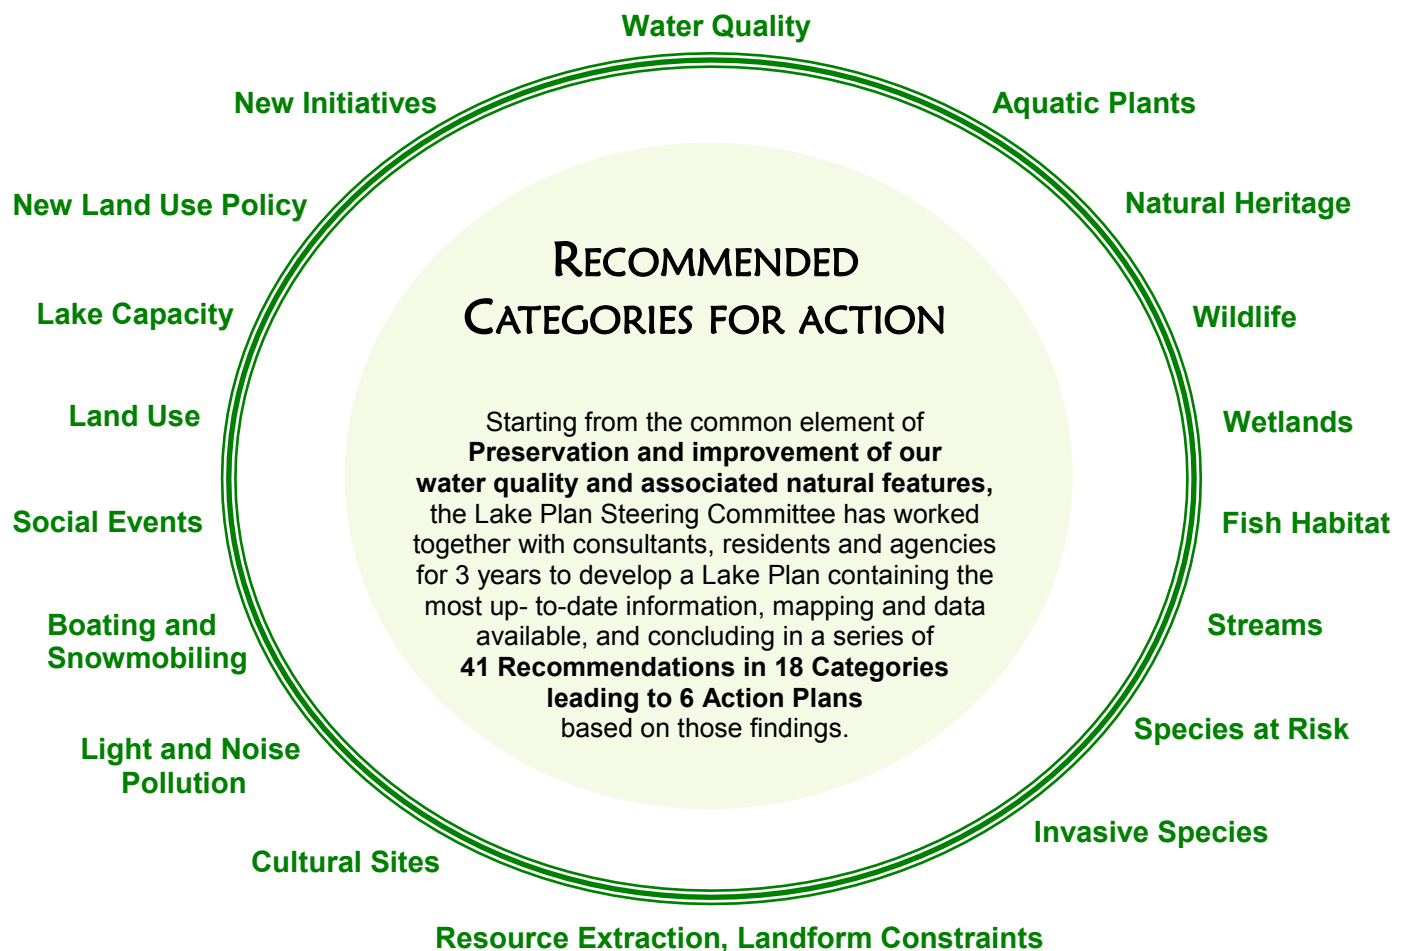 Water Quality
New Initiatives
Aquatic Plants
New Land Use Policy
Natural Heritage
RECOMMENDED
CATEGORIES FOR ACTION
Lake Capacity
Wildlife
Land Use
Wetlands
Starting from the common element of
Preservation and improvement of our
water quality and associated natural features,
the Lake Plan Steering Committee has worked
together with consultants, residents and agencies
for 3 years to develop a Lake Plan containing the
most up- to-date information, mapping and data
available, and concluding in a series of
41 Recommendations in 18 Categories
leading to 6 Action Plans
based on those findings.
Social Events
Fish Habitat
Boating and
Snowmobiling
Streams
Light and Noise
Pollution
Species at Risk
Cultural Sites
Invasive Species
Resource Extraction, Landform Constraints